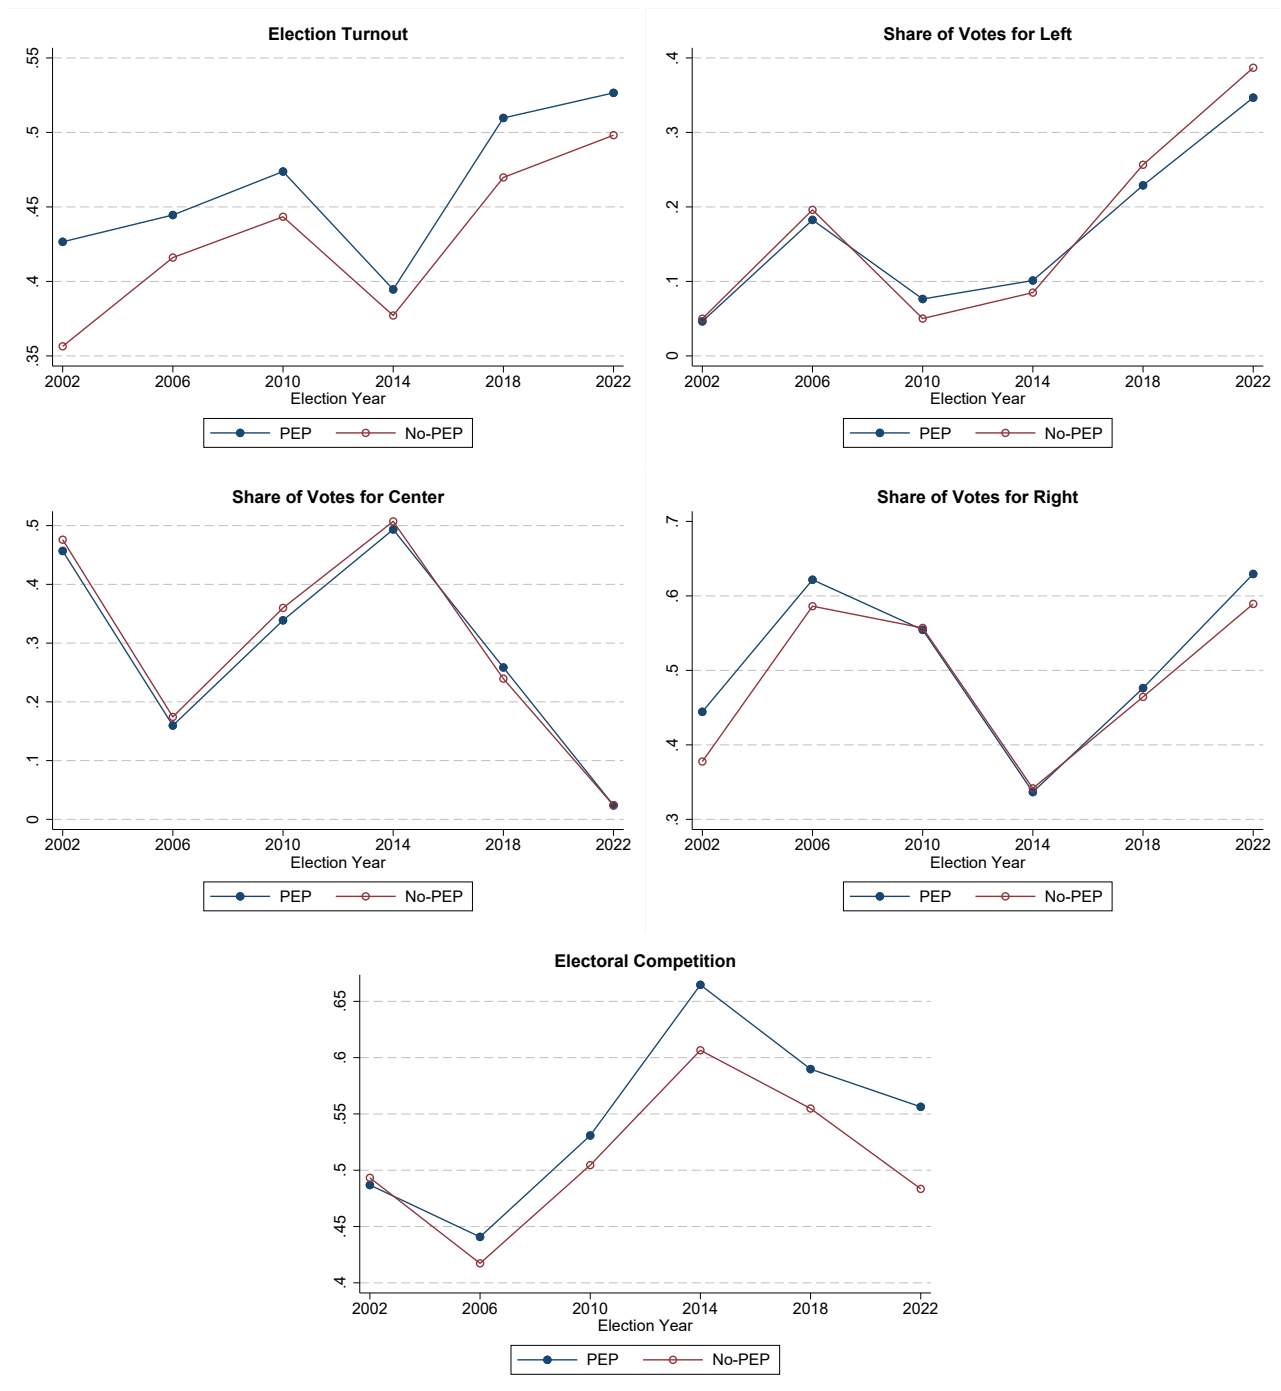 Election Turnout
.55
.5
.45
.4
.35
2002 2006 2010 2014 2018 2022
Election Year
PEP No-PEP
Share of Votes for Left
.4
.3
.2
.1
0
2002 2006 2010 2014 2018 2022
Election Year
PEP No-PEP
Share of Votes for Center
.5
.4
.3
.2
.1
0
2002 2006 2010 2014 2018 2022
Election Year
PEP No-PEP
Share of Votes for Right
.7
.6
.5
.4
.3
2002 2006 2010 2014 2018 2022
Election Year
PEP No-PEP
Electoral Competition
.65
.6
.55
.5
.45
.4
2002 2006 2010 2014 2018 2022
Election Year
PEP No-PEP